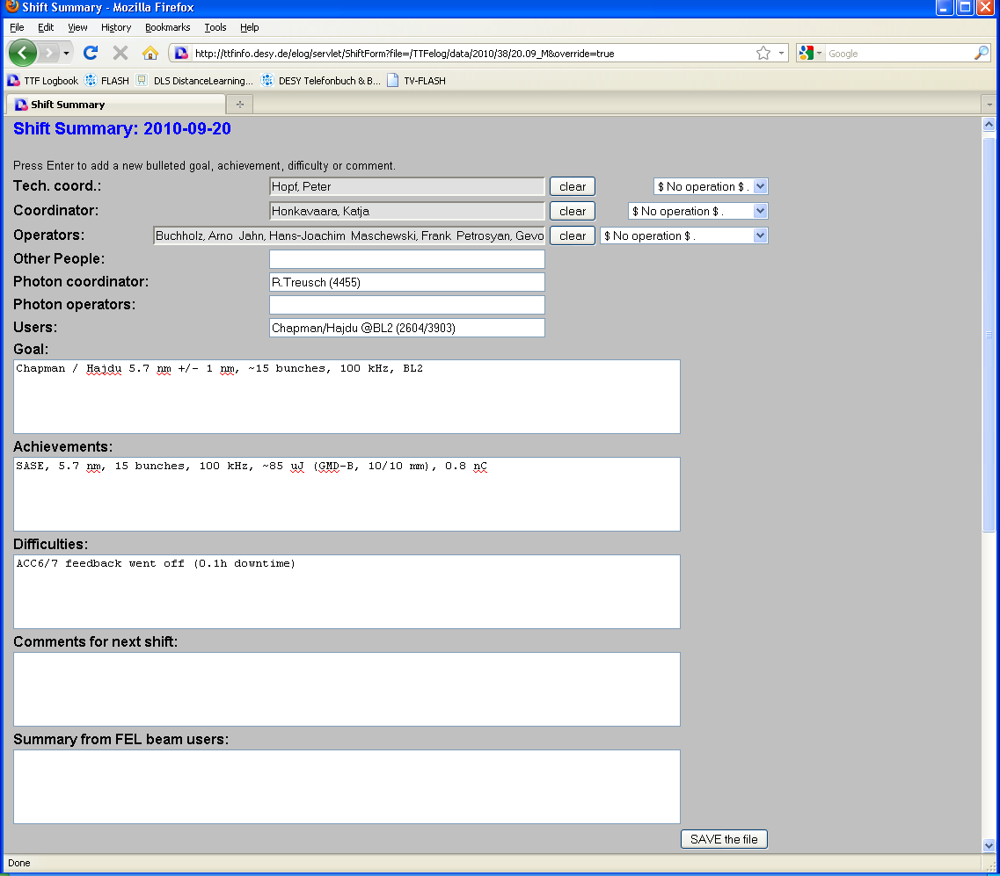 Shift Summary - Mozilla Firefox
File Edit View History Bookmarks Tools Help
http://ttfinfo.desy.de/elog/servlet/ShiftForm?file=/TTFelog/data/2010/38/20.09_M&override=true Google
TTF Logbook FLASH DLS DistanceLearning... DESY Telefonbuch & B... TV-FLASH
Shift Summary
Shift Summary: 2010-09-20
Press Enter to add a new bulleted goal, achievement, difficulty or comment.
Tech. coord.: Hopf, Peter clear $ No operation $ .
Coordinator: Honkavaara, Katja clear $ No operation $ .
Operators: Buchholz, Arno Jahn, Hans-Joachim Maschewski, Frank Petrosyan, Gevo clear $ No operation $ .
Other People:
Photon coordinator: R.Treusch (4455)
Photon operators:
Users: Chapman/Hajdu @BL2 (2604/3903)
Goal:
Chapman / Hajdu 5.7 nm +/- 1 nm, ~15 bunches, 100 kHz, BL2
Achievements:
SASE, 5.7 nm, 15 bunches, 100 kHz, ~85 uJ (GMD-B, 10/10 mm), 0.8 nC
Difficulties:
ACC6/7 feedback went off (0.1h downtime)
Comments for next shift:
Summary from FEL beam users:
SAVE the file
Done